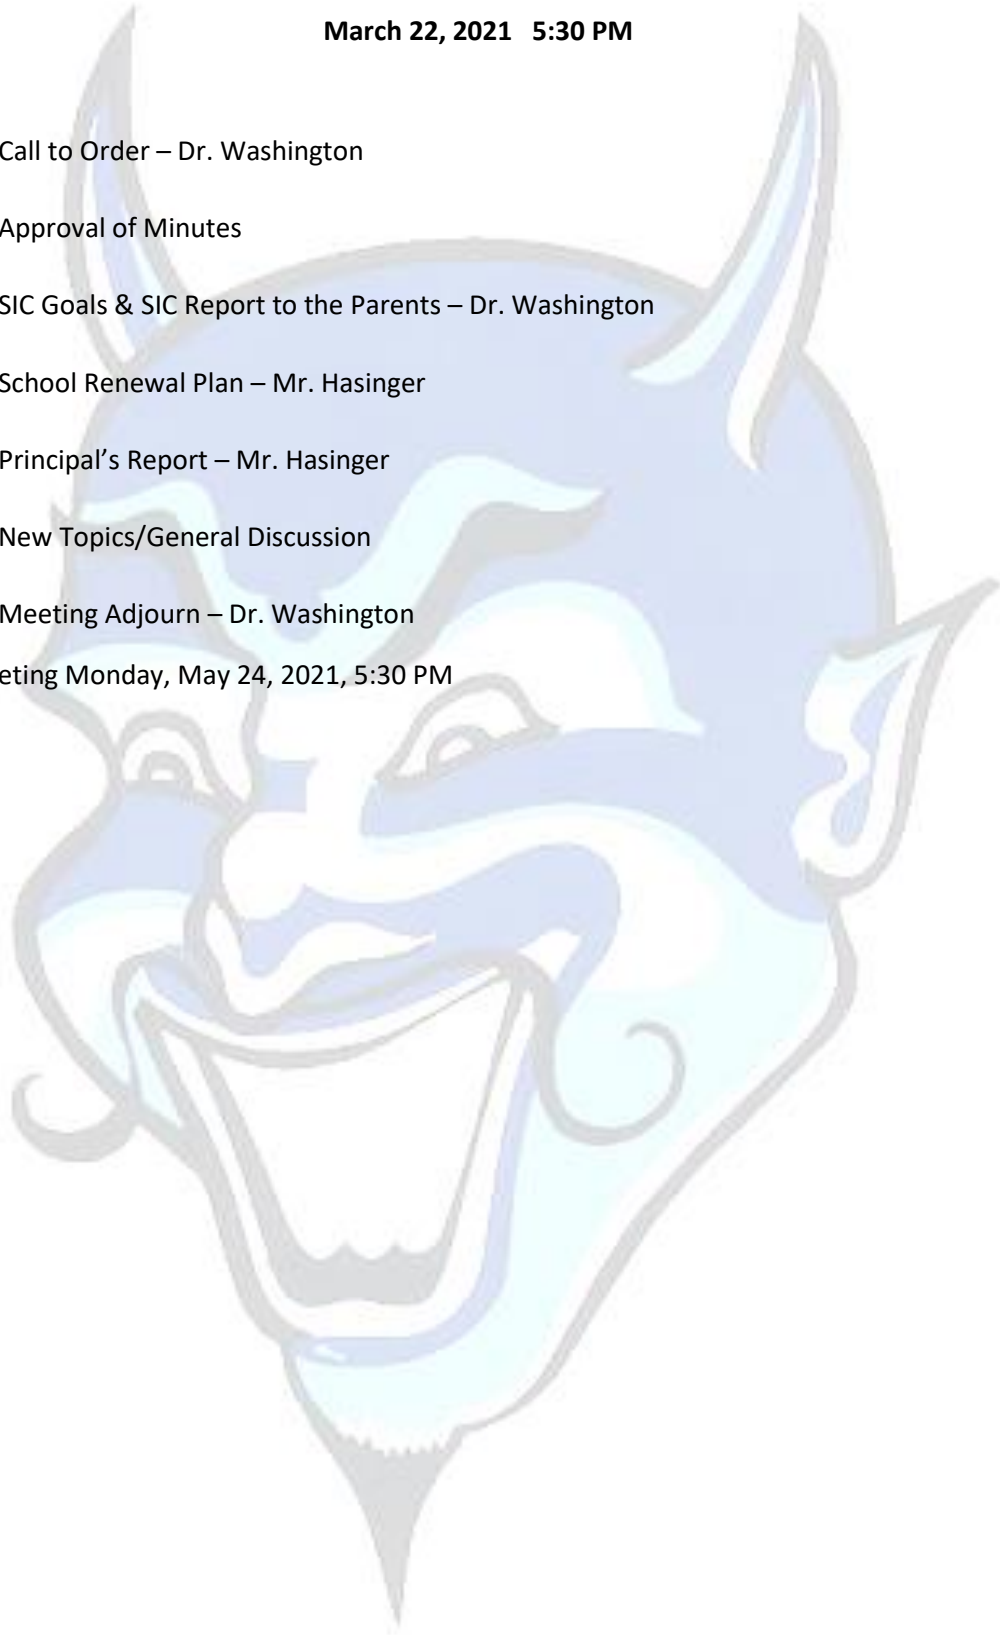 March 22, 2021 5:30 PM
Call to Order – Dr. Washington
Approval of Minutes
SIC Goals & SIC Report to the Parents – Dr. Washington
School Renewal Plan – Mr. Hasinger
Principal’s Report – Mr. Hasinger
New Topics/General Discussion
Meeting Adjourn – Dr. Washington
eting Monday, May 24, 2021, 5:30 PM